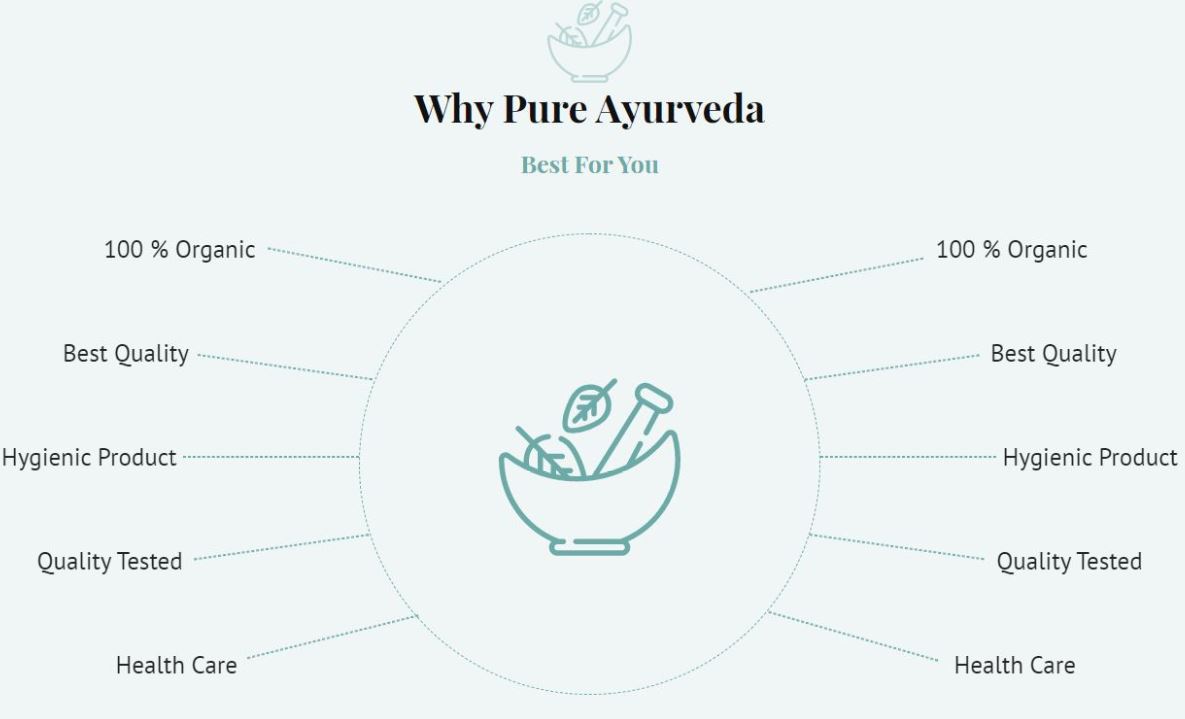 Why Pure Ayurveda
Best For You
100 % Organic
100 % Organic
Best Quality
Best Quality
Hygienic Product
Hygienic Product
Quality Tested
Quality Tested
Health Care
Health Care